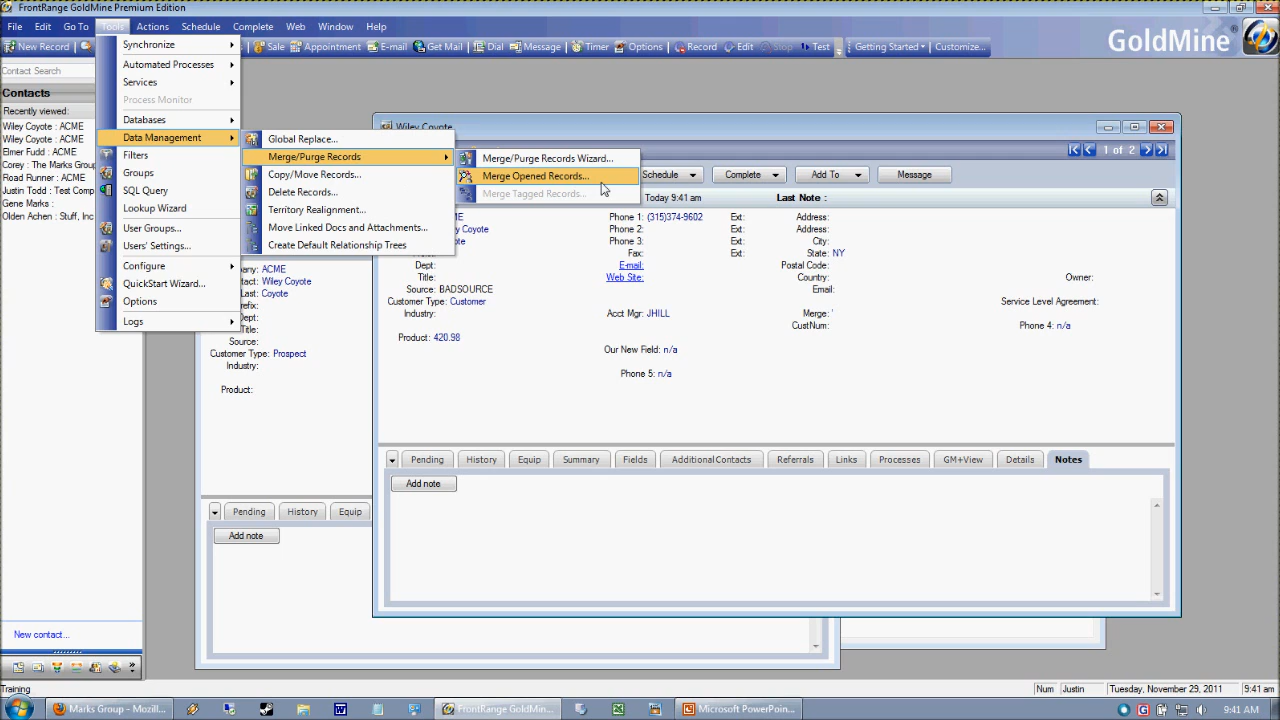 FrontRange GoldMine Premium Edition
File Edit Go To Tools Actions Schedule Complete Web Window Help
New Record Sale Appointment E-mail Get Mail Dial Message Timer Options Record Edit Stop Test Getting Started Customize...
GoldMine
Contact Search
Contacts
Recently viewed:
Wiley Coyote : ACME
Wiley Coyote : ACME
Elmer Fudd : ACME
Corey : The Marks Group
Justin Todd : Test Comp
Gene Marks :
Olden Achen : Stuff, Inc
New contact...
Synchronize
Automated Processes
Services
Process Monitor
Databases
Data Management
Filters
Groups
SQL Query
Lookup Wizard
User Groups...
Users' Settings...
Configure
QuickStart Wizard...
Options
Logs
Global Replace...
Merge/Purge Records
Copy/Move Records...
Delete Records...
Territory Realignment...
Move Linked Docs and Attachments...
Create Default Relationship Trees
Merge/Purge Records Wizard...
Merge Opened Records...
Merge Tagged Records...
ACME
Wiley Coyote
Last: Coyote
Dept:
Title:
Source:
Customer Type: Prospect
Industry:
Product:
Pending History Equip
Add note
Wiley Coyote
1 of 2
Schedule Complete Add To Message
Today 9:41 am Last Note :
Phone 1: (315)374-9602 Ext: Address:
Phone 2: Ext: Address:
Phone 3: Ext: City:
Fax: Ext: State: NY
Dept: E-mail: Postal Code:
Title: Web Site: Country: Owner:
Source: BADSOURCE Email:
Customer Type: Customer Service Level Agreement:
Industry: Acct Mgr: JHILL Merge: '
CustNum: Phone 4: n/a
Product: 420.98
Our New Field: n/a
Phone 5: n/a
Pending History Equip Summary Fields Additional Contacts Referrals Links Processes GM+View Details Notes
Add note
Training Num Justin Tuesday, November 29, 2011 9:41 am
Marks Group - Mozill... FrontRange GoldMin... Microsoft PowerPoin... 9:41 AM